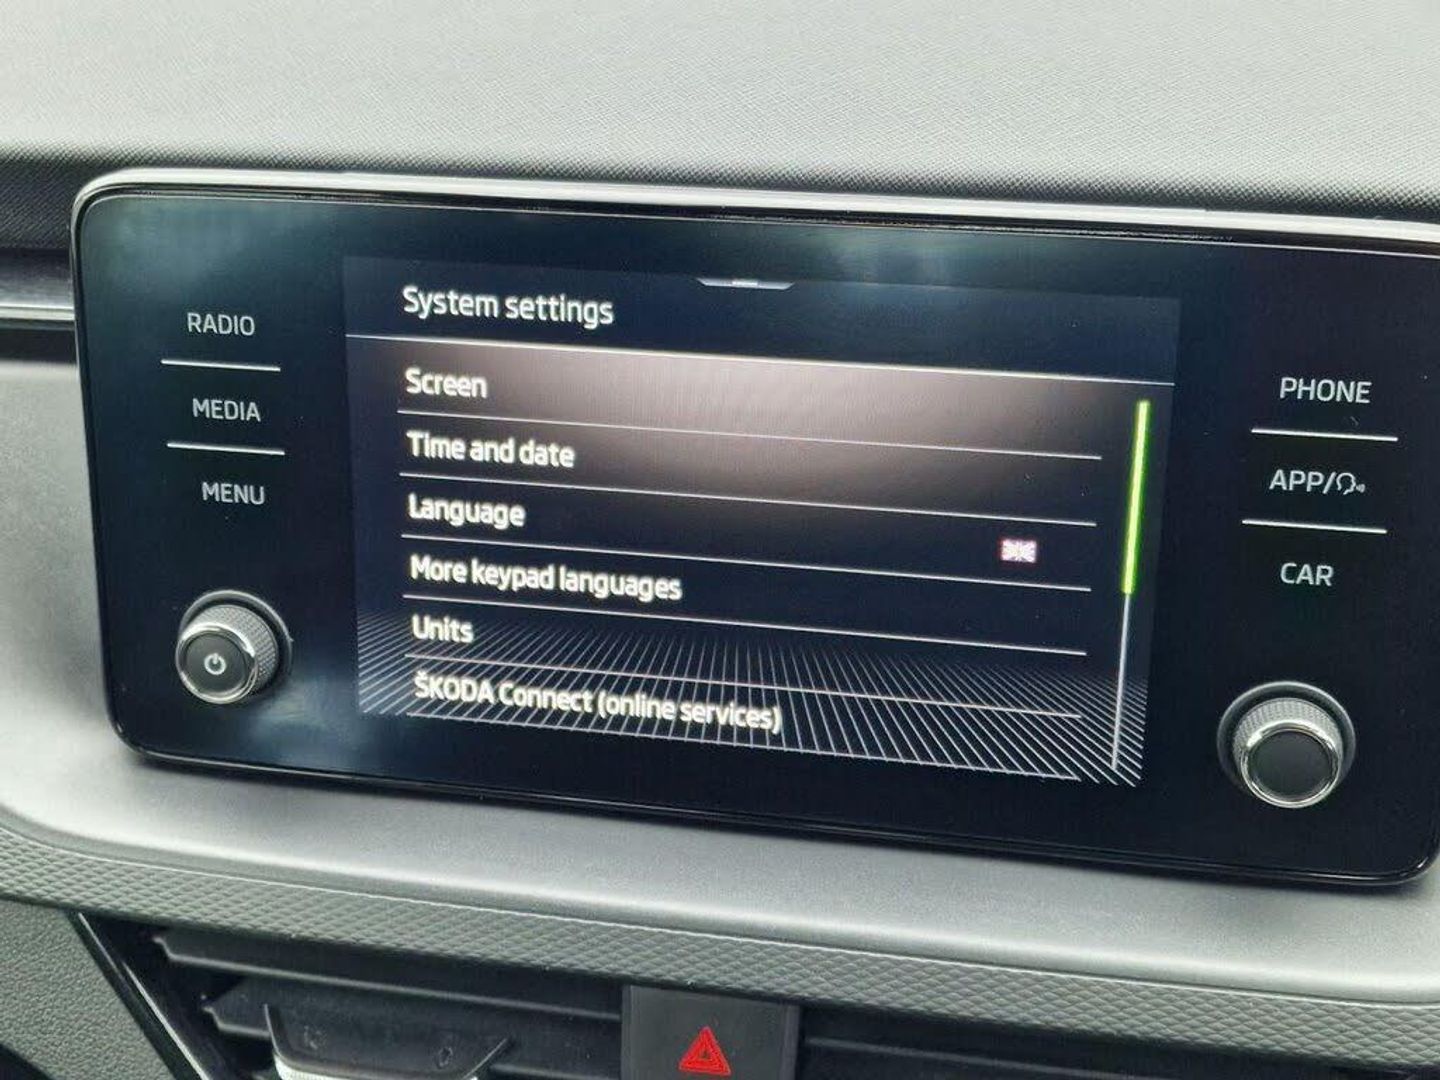 System settings
RADIO
MEDIA
MENU
Screen
Time and date
Language
More keypad languages
Units
ŠKODA Connect (online services)
PHONE
APP/
CAR